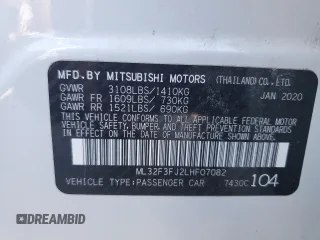 MFD.BY MITSUBISHI MOTORS (THAILAND)CO.,LTD.
GVWR 3108LBS/1410KG
GAWR FR 1609LBS/ 730KG JAN 2020
GAWR RR 1521LBS/ 690KG
THIS VEHICLE CONFORMS TO ALL APPLICABLE FEDERAL MOTOR
VEHICLE SAFETY, BUMPER, AND THEFT PREVENTION STANDARDS
IN EFFECT ON THE DATE OF MANUFACTURE SHOWN ABOVE.
ML32F3FJ2LHF07082
VEHICLE TYPE:PASSENGER CAR 7430C 104
AUTOBIDMASTER